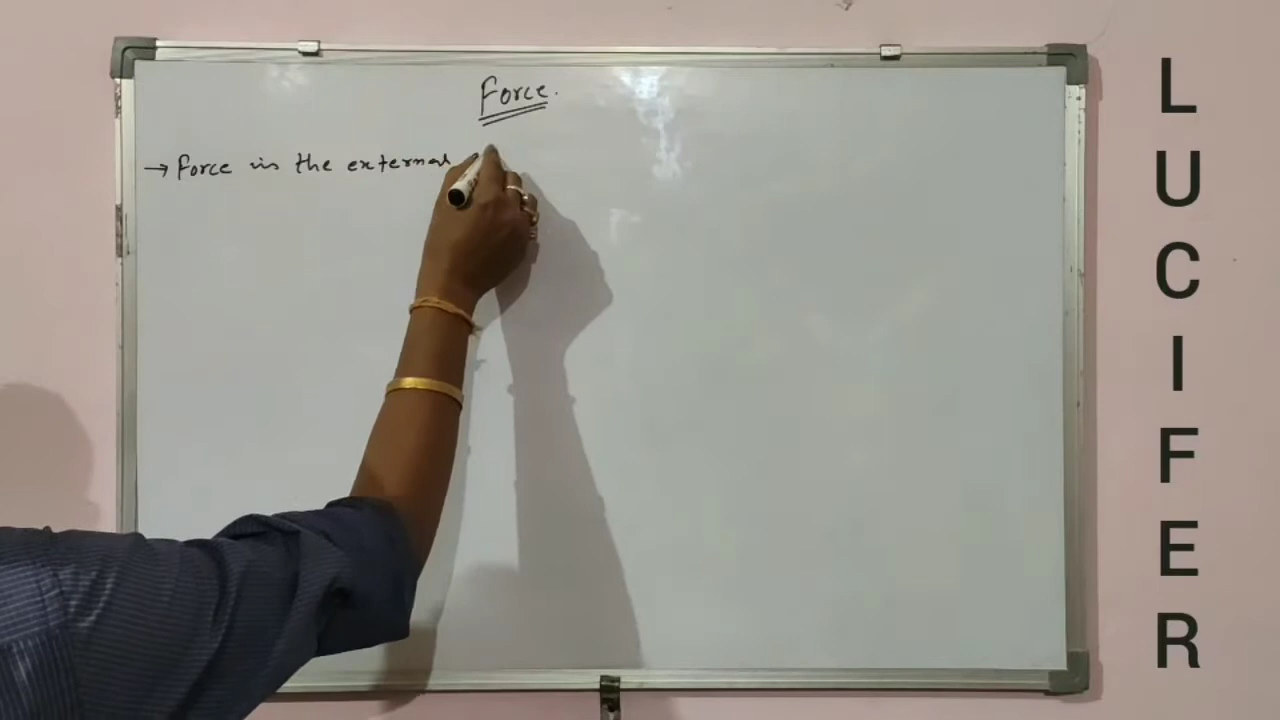 Force.
→ Force is the external
LUCIFER